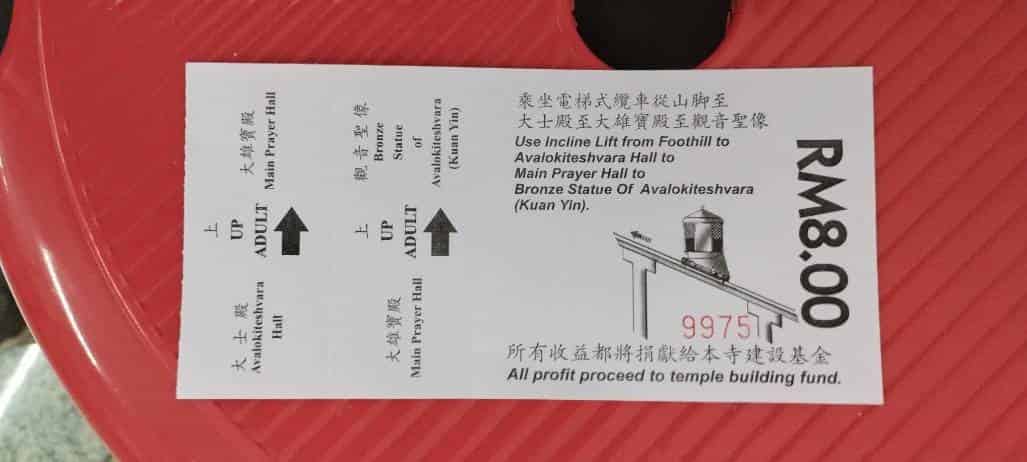 大雄寶殿
Main Prayer Hall
上
UP
ADULT
大士殿
Avalokiteshvara
Hall
觀音聖像
Bronze
Statue
of
Avalokiteshvara
(Kuan Yin)
上
UP
ADULT
大雄寶殿
Main Prayer Hall
乘坐電梯式纜車從山脚至
大士殿至大雄寶殿至觀音聖像
Use Incline Lift from Foothill to
Avalokiteshvara Hall to
Main Prayer Hall to
Bronze Statue Of Avalokiteshvara
(Kuan Yin).
RM8.00
9975
所有收益都將捐獻給本寺建設基金
All profit proceed to temple building fund.